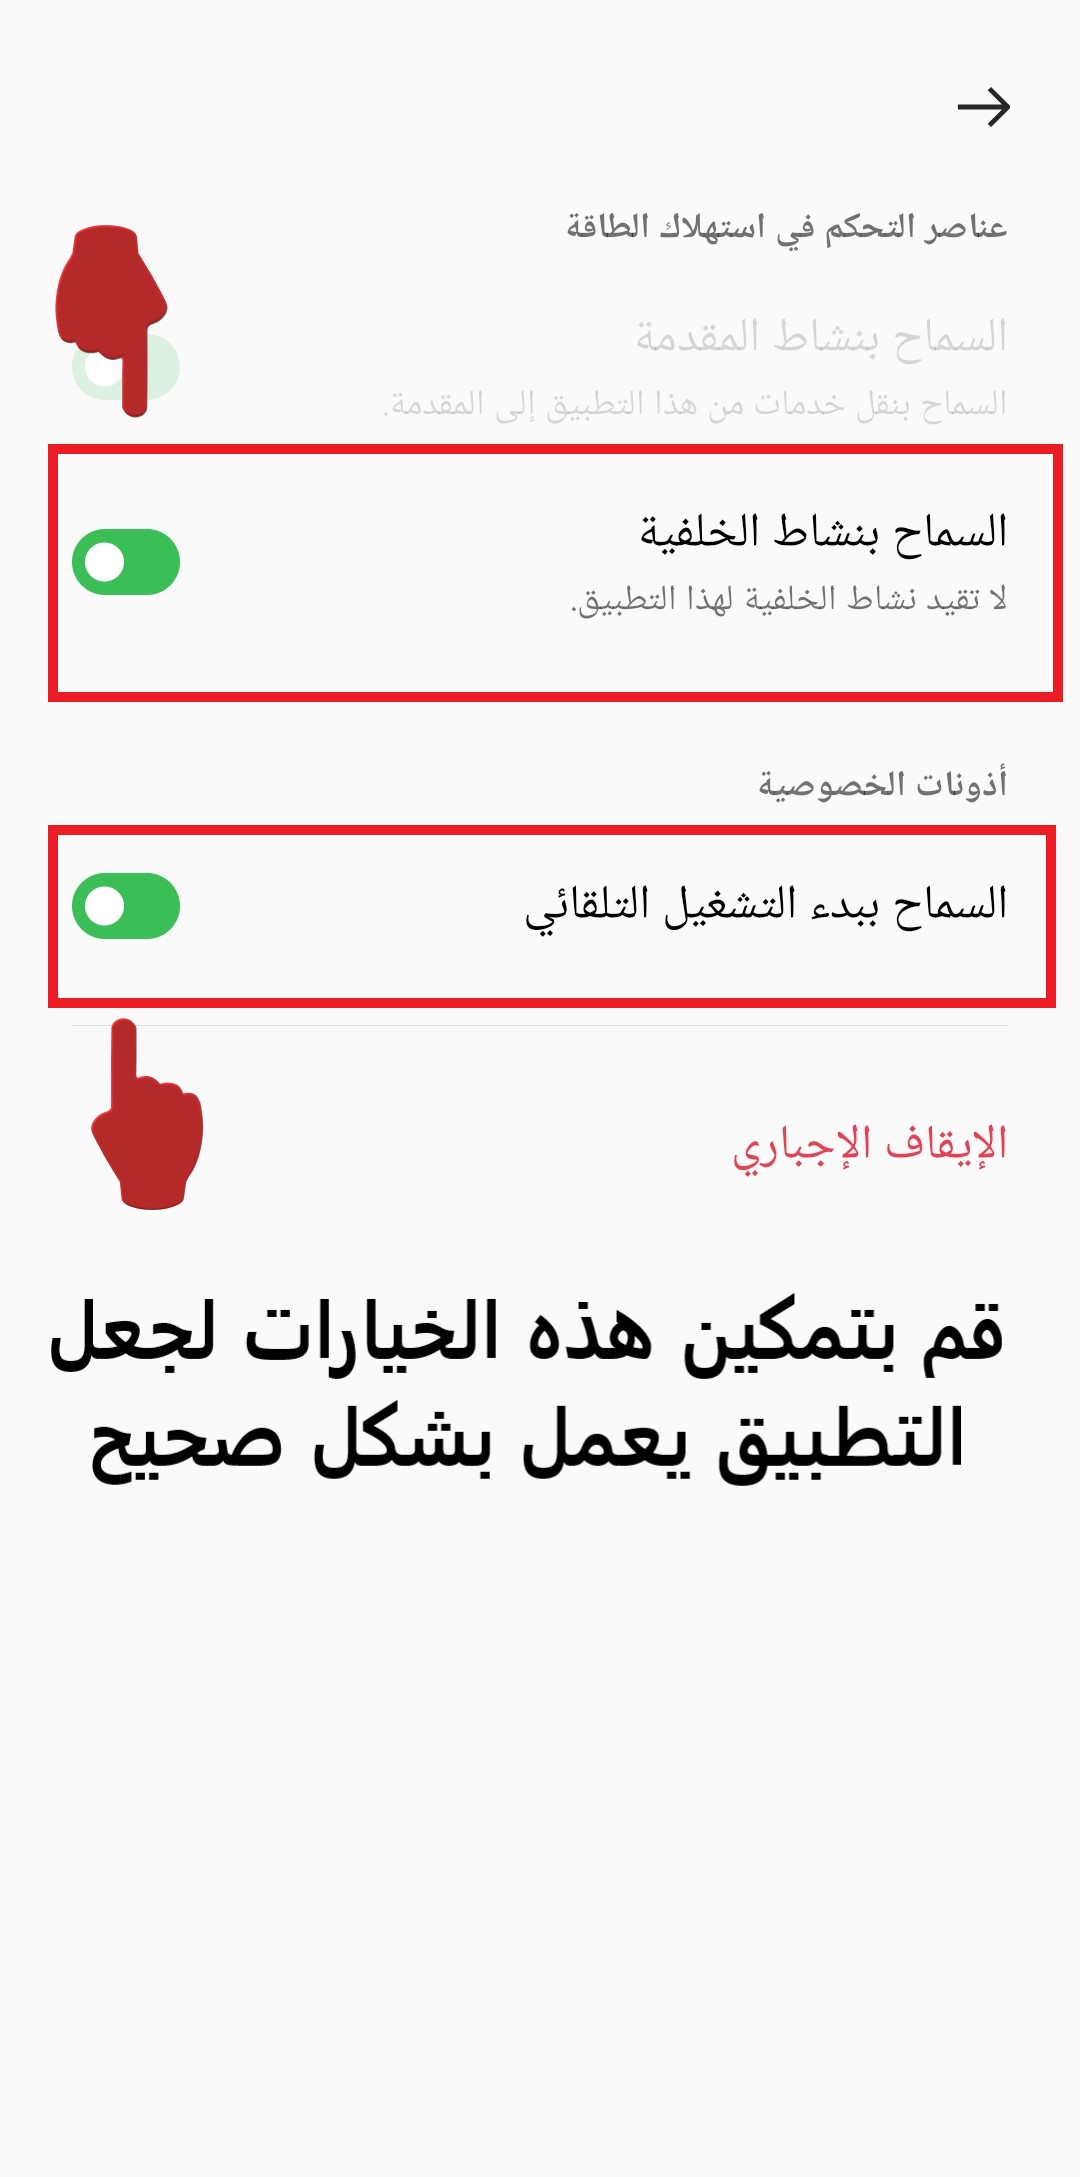 عناصر التحكم في استهلاك الطاقة
السماح بنشاط المقدمة
السماح بنقل خدمات من هذا التطبيق إلى المقدمة.
السماح بنشاط الخلفية
لا تقيد نشاط الخلفية لهذا التطبيق.
أذونات الخصوصية
السماح ببدء التشغيل التلقائي
الإيقاف الإجباري
قم بتمكين هذه الخيارات لجعل
التطبيق يعمل بشكل صحيح